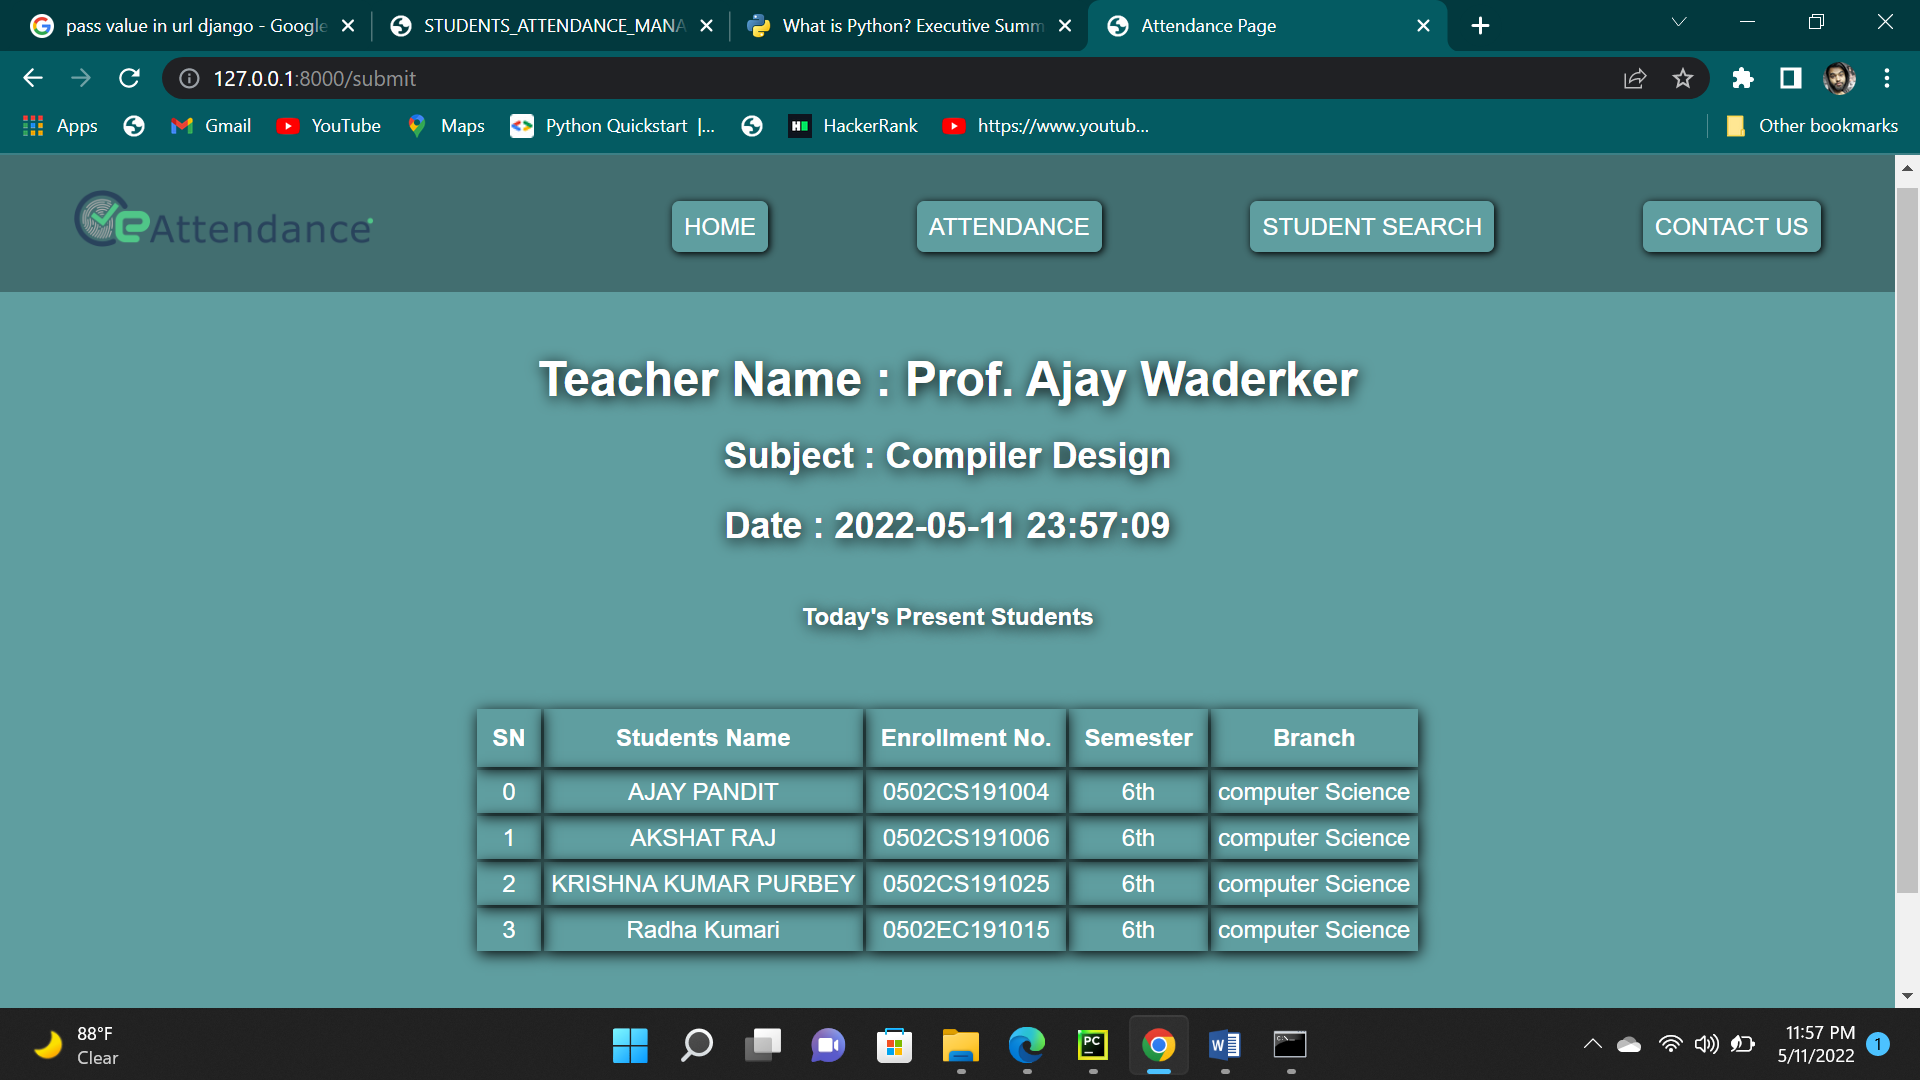 pass value in url django - Google
STUDENTS_ATTENDANCE_MANA
What is Python? Executive Summ
Attendance Page
127.0.0.1:8000/submit
Apps
Gmail
YouTube
Maps
Python Quickstart |...
HackerRank
https://www.youtub...
Other bookmarks
eAttendance
HOME
ATTENDANCE
STUDENT SEARCH
CONTACT US
Teacher Name : Prof. Ajay Waderker
Subject : Compiler Design
Date : 2022-05-11 23:57:09
Today's Present Students
SN Students Name Enrollment No. Semester Branch
0 AJAY PANDIT 0502CS191004 6th computer Science
1 AKSHAT RAJ 0502CS191006 6th computer Science
2 KRISHNA KUMAR PURBEY 0502CS191025 6th computer Science
3 Radha Kumari 0502EC191015 6th computer Science
88°F
Clear
11:57 PM
5/11/2022
1